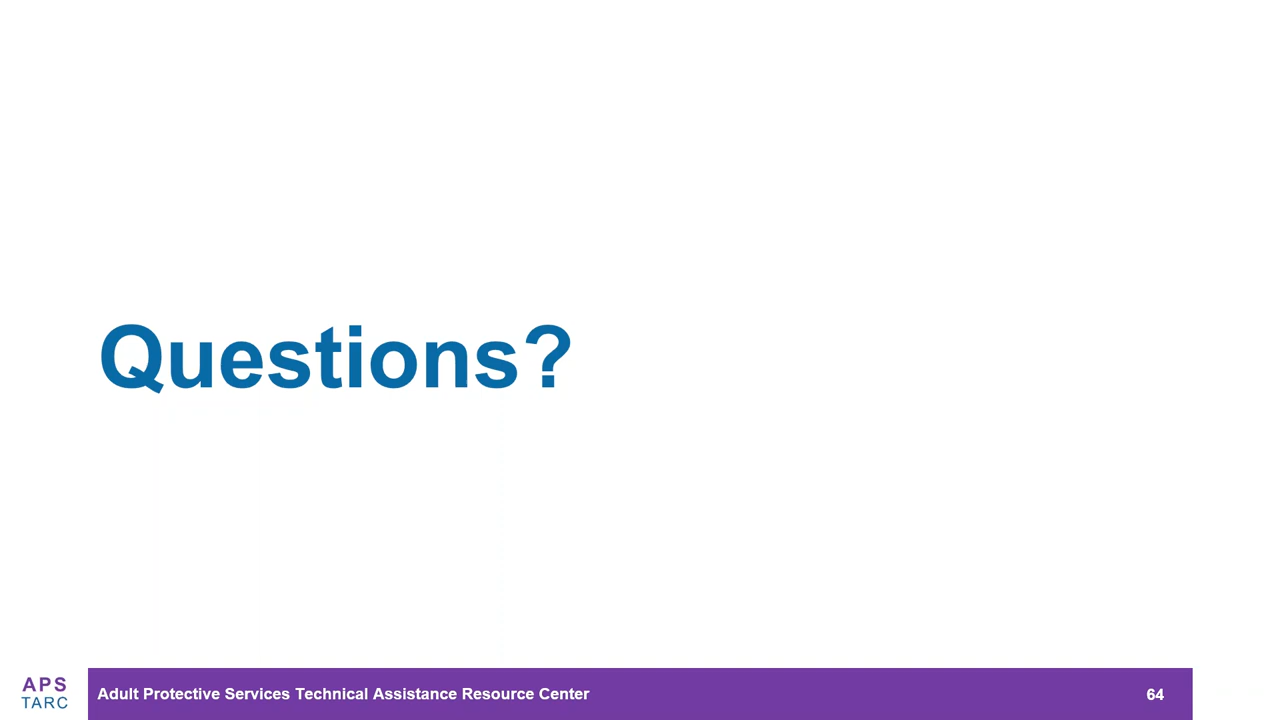 Questions?
APS
TARC
Adult Protective Services Technical Assistance Resource Center
64